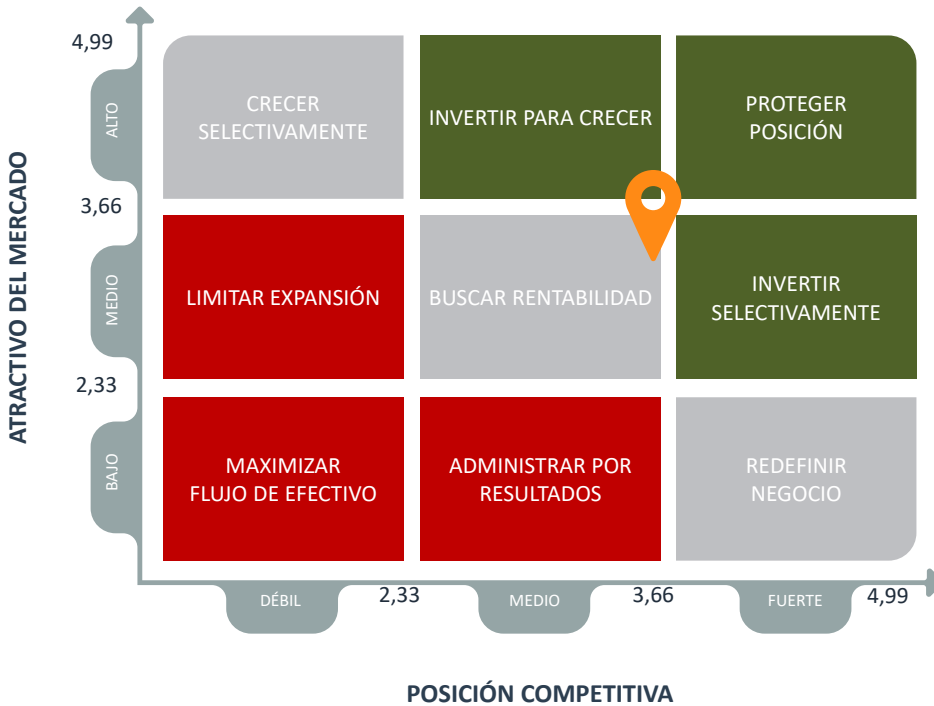 4,99
CRECER
SELECTIVAMENTE
INVERTIR PARA CRECER
PROTEGER
POSICIÓN
ALTO
ATRACTIVO DEL MERCADO
3,66
LIMITAR EXPANSIÓN
BUSCAR RENTABILIDAD
INVERTIR
SELECTIVAMENTE
MEDIO
2,33
MAXIMIZAR
FLUJO DE EFECTIVO
ADMINISTRAR POR
RESULTADOS
REDEFINIR
NEGOCIO
BAJO
DÉBIL
2,33
MEDIO
3,66
FUERTE
4,99
POSICIÓN COMPETITIVA